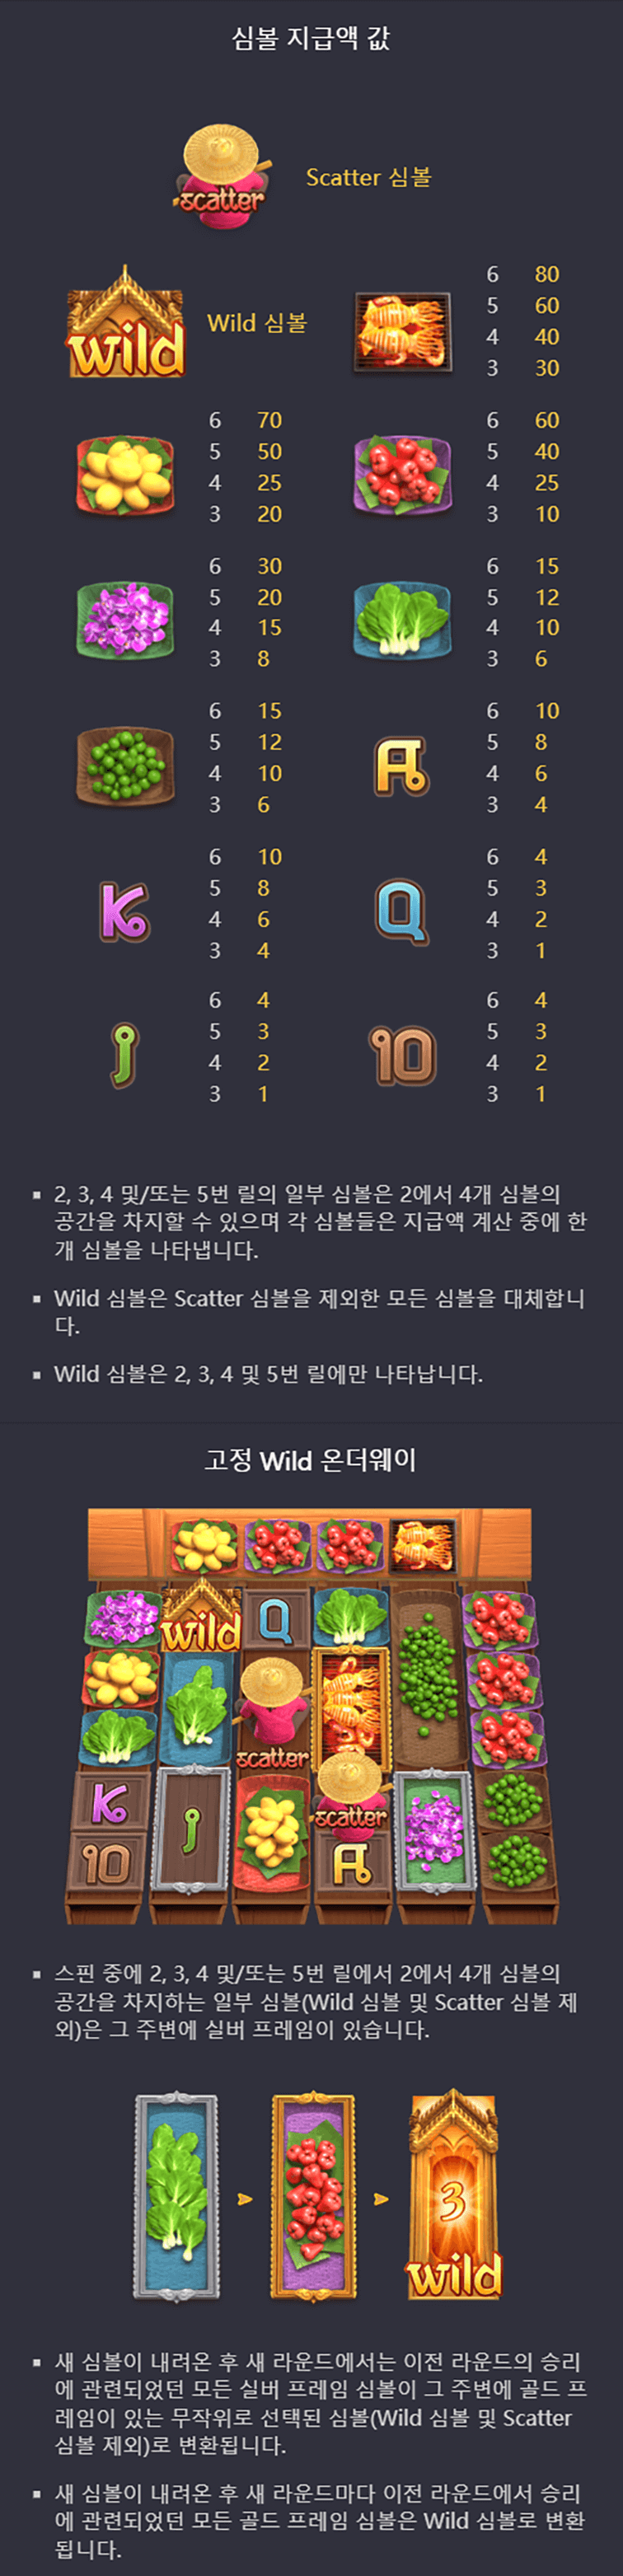 심볼 지급액 값
scatter
Scatter 심볼
wild
Wild 심볼
6 80
5 60
4 40
3 30
6 70
5 50
4 25
3 20
6 60
5 40
4 25
3 10
6 30
5 20
4 15
3 8
6 15
5 12
4 10
3 6
6 15
5 12
4 10
3 6
A
6 10
5 8
6 4
4 6
3 4
K
6 10
5 8
4 6
3 4
Q
6 4
5 3
4 2
3 1
J
6 4
5 3
4 2
3 1
10
6 4
5 3
4 2
3 1
▪ 2, 3, 4 및/또는 5번 릴의 일부 심볼은 2에서 4개 심볼의
공간을 차지할 수 있으며 각 심볼들은 지급액 계산 중에 한
개 심볼을 나타냅니다.
▪ Wild 심볼은 Scatter 심볼을 제외한 모든 심볼을 대체합니
다.
▪ Wild 심볼은 2, 3, 4 및 5번 릴에만 나타납니다.
고정 Wild 온더웨이
wild
Q
scatter
K
J
scatter
10
A
▪ 스핀 중에 2, 3, 4 및/또는 5번 릴에서 2에서 4개 심볼의
공간을 차지하는 일부 심볼(Wild 심볼 및 Scatter 심볼 제
외)은 그 주변에 실버 프레임이 있습니다.
3
wild
▪ 새 심볼이 내려온 후 새 라운드에서는 이전 라운드의 승리
에 관련되었던 모든 실버 프레임 심볼이 그 주변에 골드 프
레임이 있는 무작위로 선택된 심볼(Wild 심볼 및 Scatter
심볼 제외)로 변환됩니다.
▪ 새 심볼이 내려온 후 새 라운드마다 이전 라운드에서 승리
에 관련되었던 모든 골드 프레임 심볼은 Wild 심볼로 변환
됩니다.